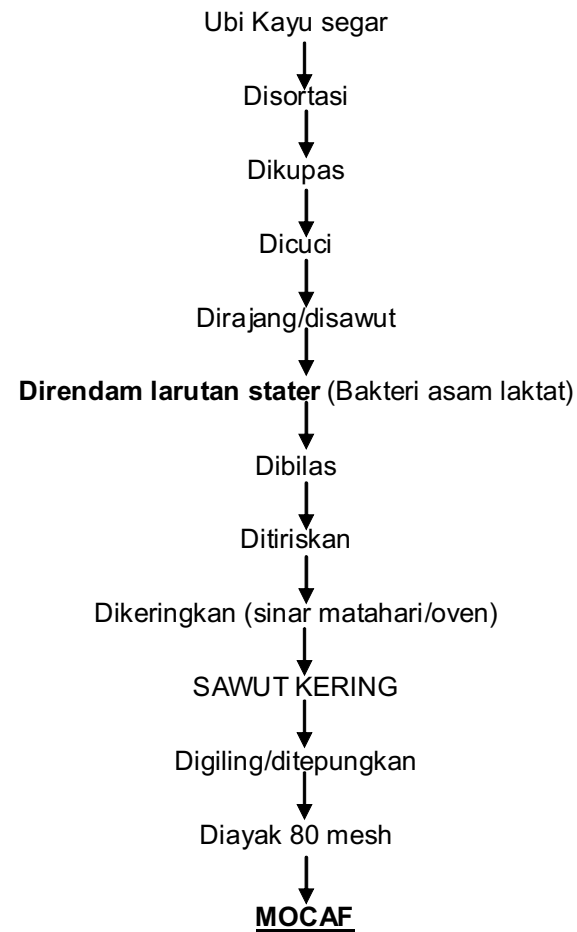 Ubi Kayu segar
Disortasi
Dikupas
Dicuci
Dirajang/disawut
Direndam larutan stater (Bakteri asam laktat)
Dibilas
Ditiriskan
Dikeringkan (sinar matahari/oven)
SAWUT KERING
Digiling/ditepungkan
Diayak 80 mesh
MOCAF